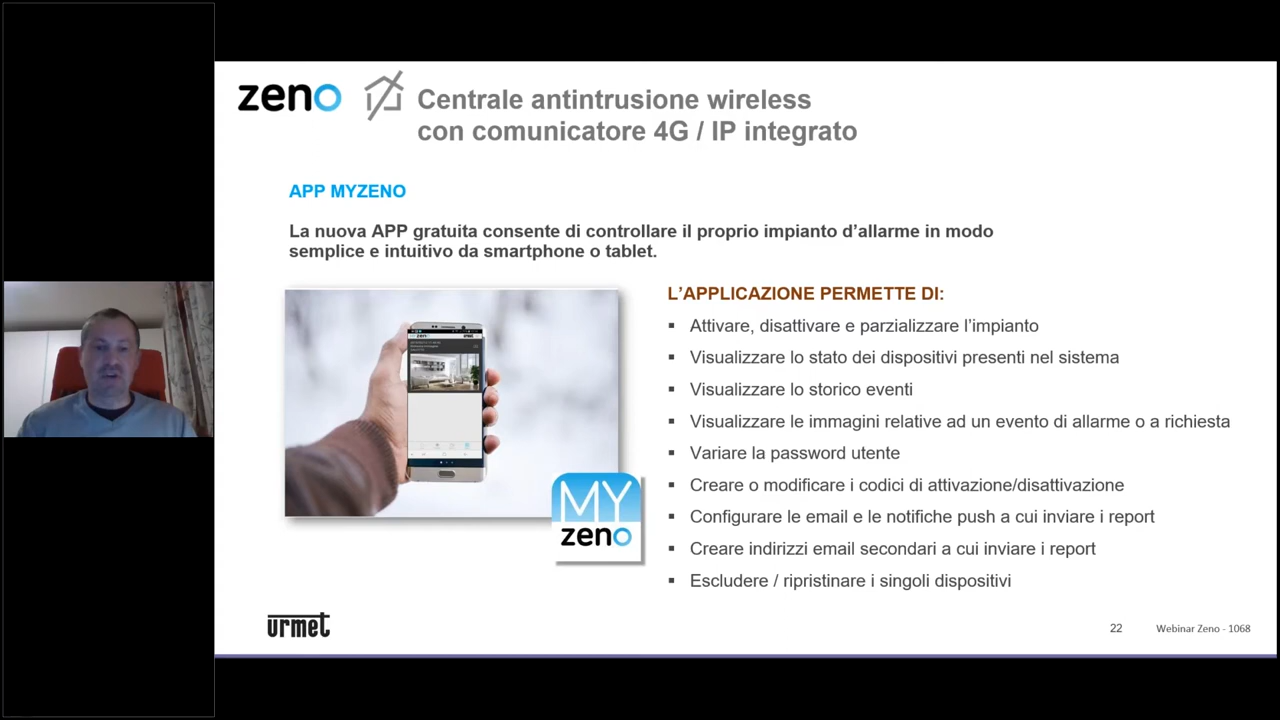 zeno
Centrale antintrusione wireless
con comunicatore 4G / IP integrato
APP MYZENO
La nuova APP gratuita consente di controllare il proprio impianto d'allarme in modo
semplice e intuitivo da smartphone o tablet.
L'APPLICAZIONE PERMETTE DI:
▪ Attivare, disattivare e parzializzare l'impianto
▪ Visualizzare lo stato dei dispositivi presenti nel sistema
▪ Visualizzare lo storico eventi
▪ Visualizzare le immagini relative ad un evento di allarme o a richiesta
▪ Variare la password utente
▪ Creare o modificare i codici di attivazione/disattivazione
▪ Configurare le email e le notifiche push a cui inviare i report
▪ Creare indirizzi email secondari a cui inviare i report
▪ Escludere / ripristinare i singoli dispositivi
MY
zeno
urmet
22
Webinar Zeno - 1068